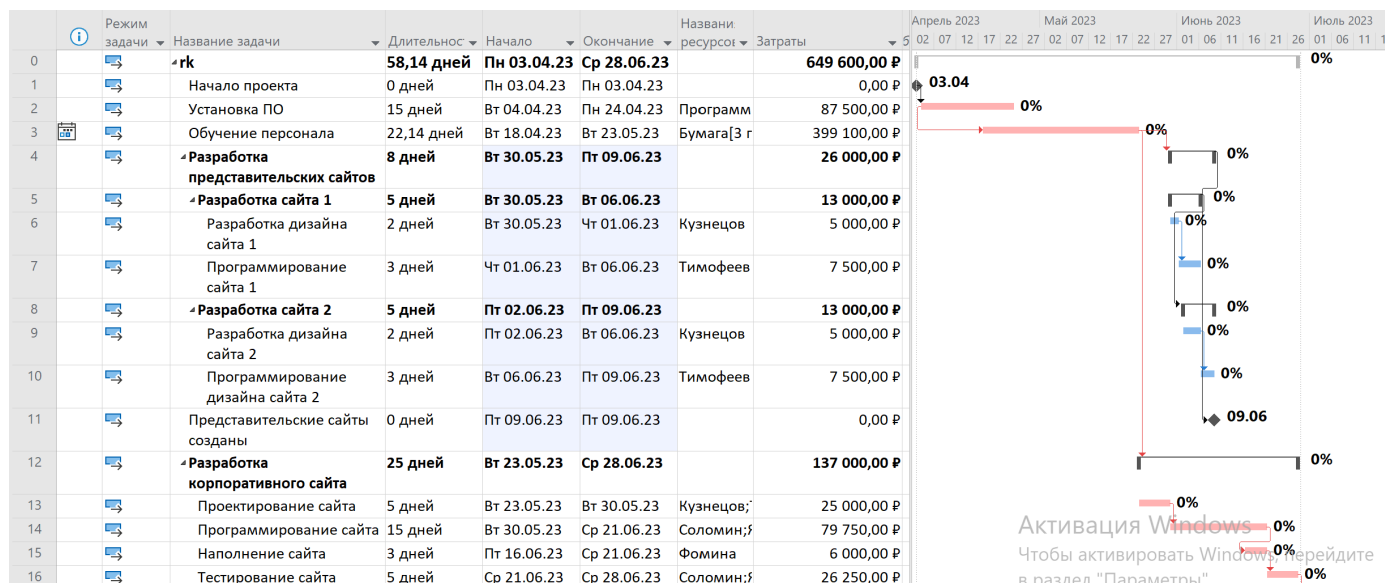 Режим задачи Название задачи Длительнос Начало Окончание Названи ресурсов Затраты
Апрель 2023 Май 2023 Июнь 2023 Июль 2023
02 07 12 17 22 27 02 07 12 17 22 27 01 06 11 16 21 26 01 06 11
0 rk 58,14 дней Пн 03.04.23 Ср 28.06.23 649 600,00 ₽ 0%
1 Начало проекта 0 дней Пн 03.04.23 Пн 03.04.23 0,00 ₽ 03.04
2 Установка ПО 15 дней Вт 04.04.23 Пн 24.04.23 Программ 87 500,00 ₽ 0%
3 Обучение персонала 22,14 дней Вт 18.04.23 Вт 23.05.23 Бумага[3 г 399 100,00 ₽ 0%
4 Разработка 8 дней Вт 30.05.23 Пт 09.06.23 26 000,00 ₽ 0%
представительских сайтов
5 Разработка сайта 1 5 дней Вт 30.05.23 Вт 06.06.23 13 000,00 ₽ 0%
6 Разработка дизайна 2 дней Вт 30.05.23 Чт 01.06.23 Кузнецов 5 000,00 ₽ 0%
сайта 1
7 Программирование 3 дней Чт 01.06.23 Вт 06.06.23 Тимофеев 7 500,00 ₽ 0%
сайта 1
8 Разработка сайта 2 5 дней Пт 02.06.23 Пт 09.06.23 13 000,00 ₽ 0%
9 Разработка дизайна 2 дней Пт 02.06.23 Вт 06.06.23 Кузнецов 5 000,00 ₽ 0%
сайта 2
10 Программирование 3 дней Вт 06.06.23 Пт 09.06.23 Тимофеев 7 500,00 ₽ 0%
дизайна сайта 2
11 Представительские сайты 0 дней Пт 09.06.23 Пт 09.06.23 0,00 ₽ 09.06
созданы
12 Разработка 25 дней Вт 23.05.23 Ср 28.06.23 137 000,00 ₽ 0%
корпоративного сайта
13 Проектирование сайта 5 дней Вт 23.05.23 Вт 30.05.23 Кузнецов; 25 000,00 ₽ 0%
14 Программирование сайта 15 дней Вт 30.05.23 Ср 21.06.23 Соломин;Я 79 750,00 ₽ 0%
15 Наполнение сайта 3 дней Пт 16.06.23 Ср 21.06.23 Фомина 6 000,00 ₽ 0%
16 Тестирование сайта 5 дней Ср 21.06.23 Ср 28.06.23 Соломин;Я 26 250,00 ₽ 0%
Активация Windows
Чтобы активировать Windows, перейдите
в раздел "Параметры"